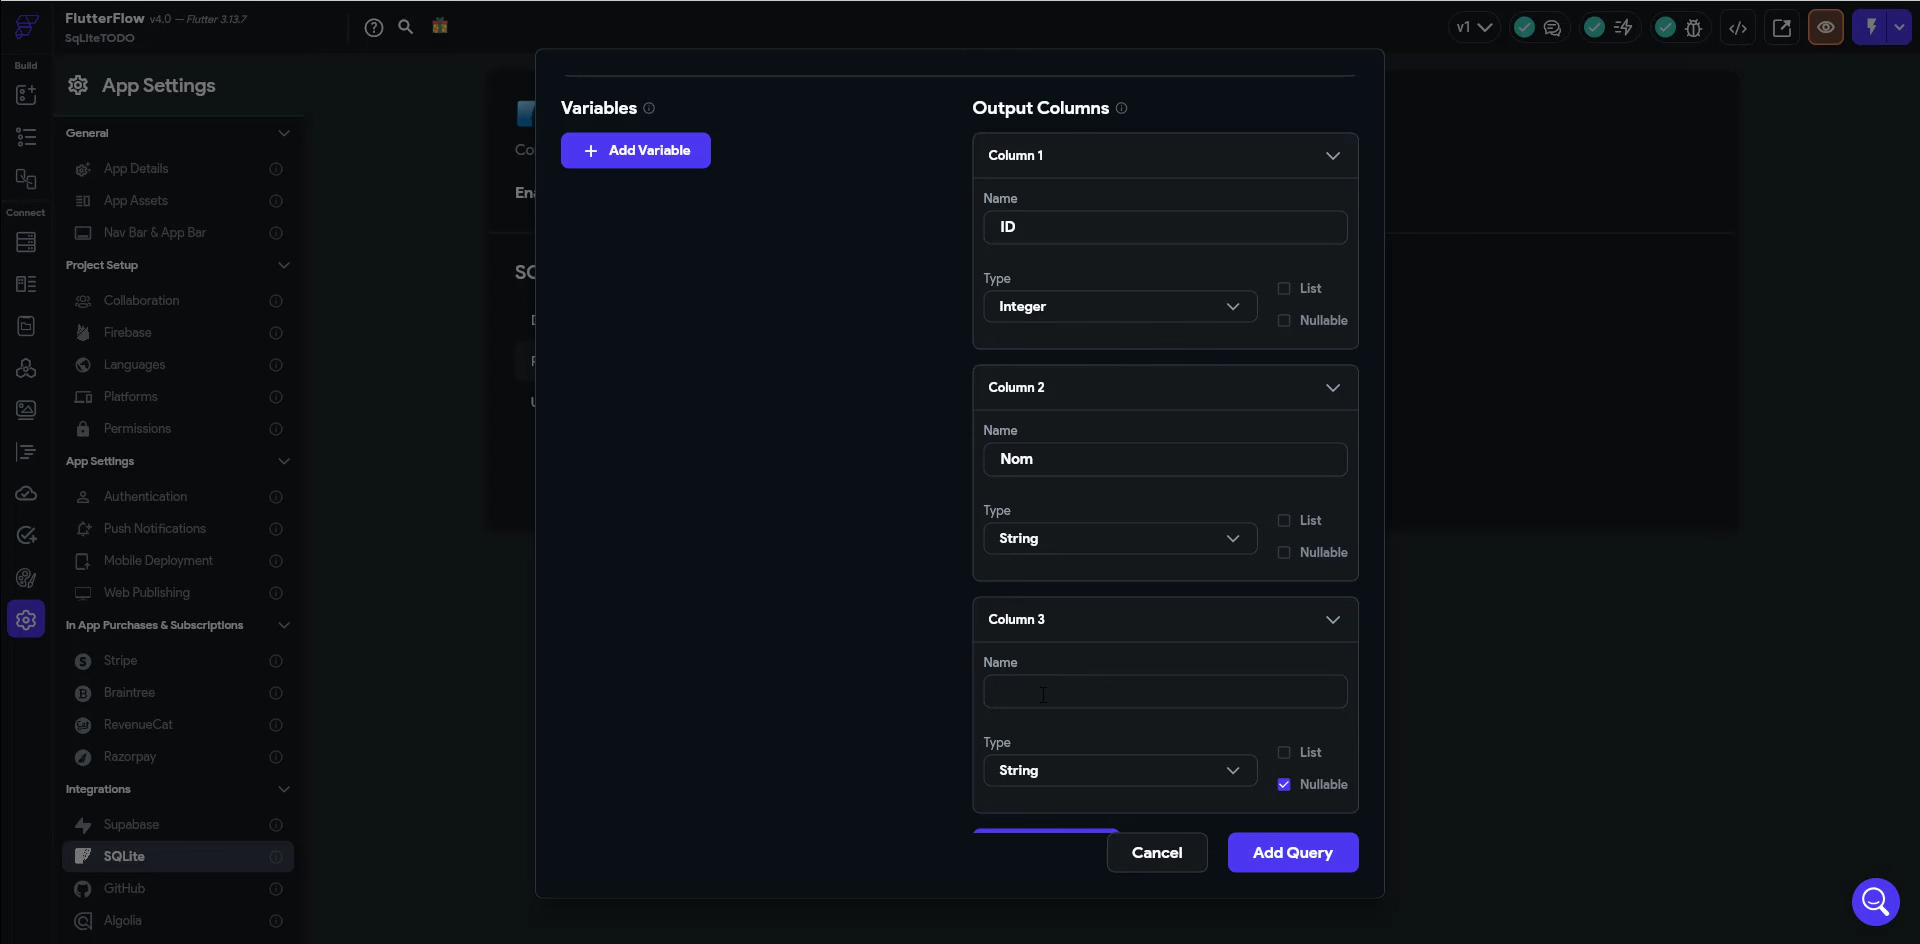 FlutterFlow v4.0 — Flutter 3.13.7
SqLiteTODO
v1
Build
App Settings
Connect
General
App Details
App Assets
Nav Bar & App Bar
Project Setup
Collaboration
Firebase
Languages
Platforms
Permissions
App Settings
Authentication
Push Notifications
Mobile Deployment
Web Publishing
In App Purchases & Subscriptions
Stripe
Braintree
RevenueCat
Razorpay
Integrations
Supabase
SQLite
GitHub
Algolia
Variables
Add Variable
Output Columns
Column 1
Name
ID
Type
Integer
List
Nullable
Column 2
Name
Nom
Type
String
List
Nullable
Column 3
Name
Type
String
List
Nullable
Cancel
Add Query